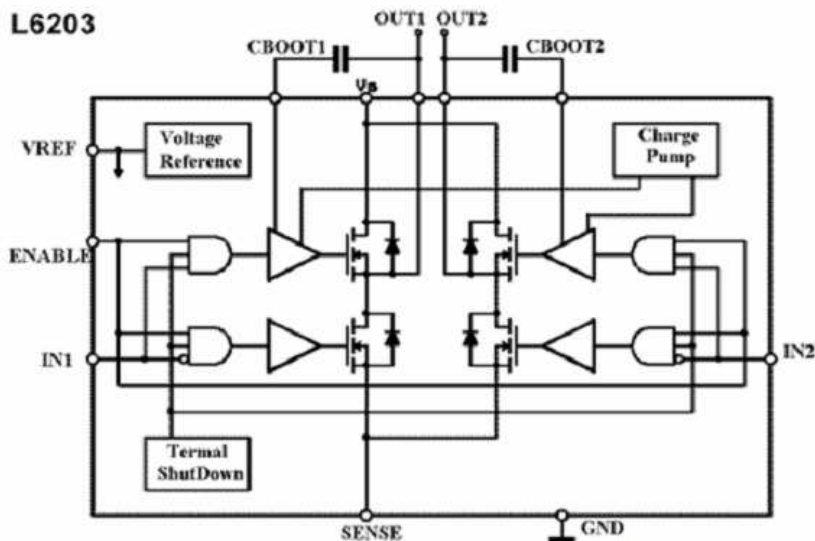 L6203
OUT1 OUT2
CBOOT1
CBOOT2
Vs
VREF
Voltage
Reference
Charge
Pump
ENABLE
IN1
IN2
Termal
ShutDown
SENSE
GND